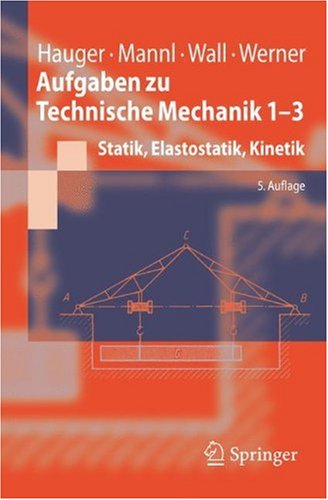 Hauger · Mannl · Wall · Werner
Aufgaben zu
Technische Mechanik 1–3
Statik, Elastostatik, Kinetik
5. Auflage
C
A
B
G
Springer